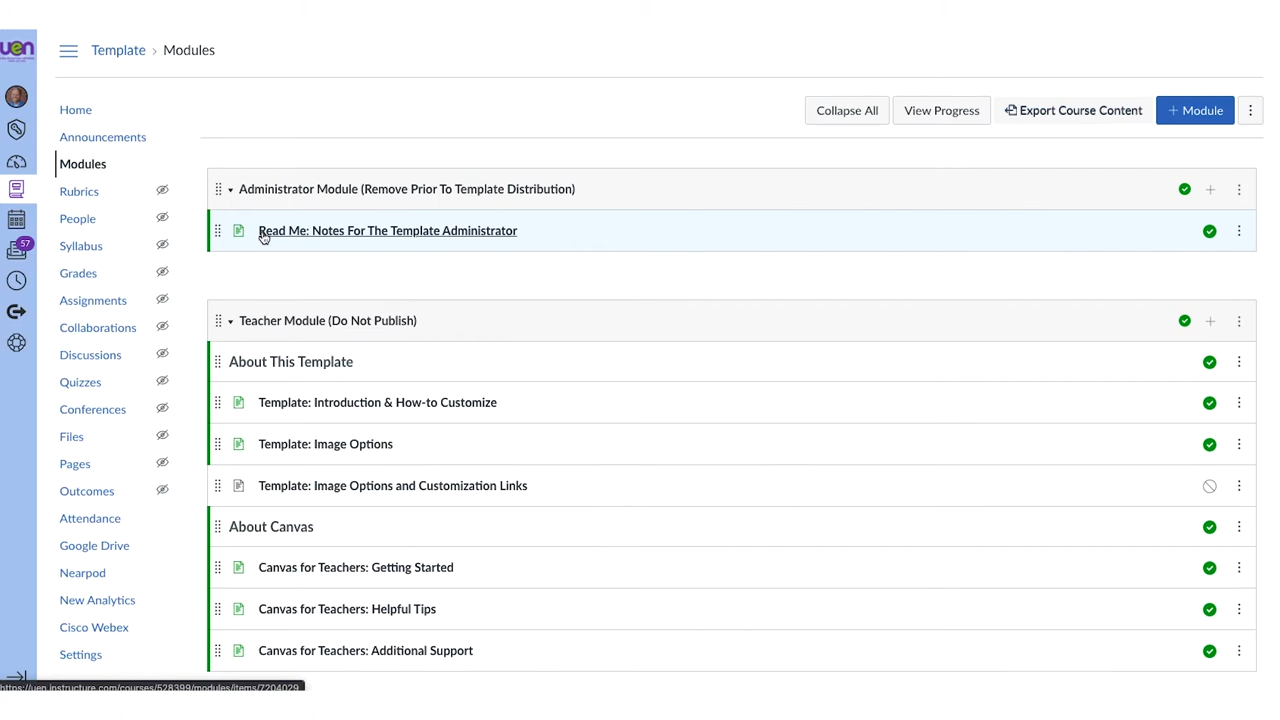 uen
Template › Modules
Collapse All
View Progress
Export Course Content
+ Module
Home
Announcements
Modules
Rubrics
People
Syllabus
Grades
Assignments
Collaborations
Discussions
Quizzes
Conferences
Files
Pages
Outcomes
Attendance
Google Drive
Nearpod
New Analytics
Cisco Webex
Settings
57
Administrator Module (Remove Prior To Template Distribution)
Read Me: Notes For The Template Administrator
Teacher Module (Do Not Publish)
About This Template
Template: Introduction & How-to Customize
Template: Image Options
Template: Image Options and Customization Links
About Canvas
Canvas for Teachers: Getting Started
Canvas for Teachers: Helpful Tips
Canvas for Teachers: Additional Support
https://uen.instructure.com/courses/528399/modules/items/7204029